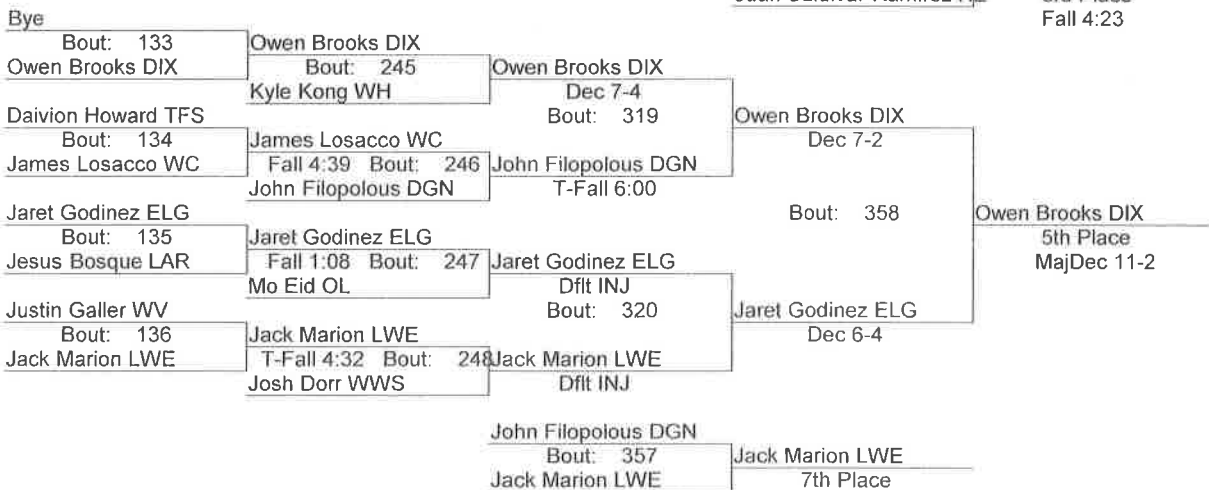 Fall 4:23
Bye
Bout: 133
Owen Brooks DIX
Owen Brooks DIX
Bout: 245
Kyle Kong WH
Owen Brooks DIX
Dec 7-4
Bout: 319
Owen Brooks DIX
Dec 7-2
Daivion Howard TFS
Bout: 134
James Losacco WC
James Losacco WC
Fall 4:39 Bout: 246
John Filopolous DGN
John Filopolous DGN
T-Fall 6:00
Bout: 358
Owen Brooks DIX
5th Place
MajDec 11-2
Jaret Godinez ELG
Bout: 135
Jesus Bosque LAR
Jaret Godinez ELG
Fall 1:08 Bout: 247
Mo Eid OL
Jaret Godinez ELG
Dflt INJ
Bout: 320
Jaret Godinez ELG
Dec 6-4
Justin Galler WV
Bout: 136
Jack Marion LWE
Jack Marion LWE
T-Fall 4:32 Bout: 248
Josh Dorr WWS
Jack Marion LWE
Dflt INJ
John Filopolous DGN
Bout: 357
Jack Marion LWE
Jack Marion LWE
7th Place